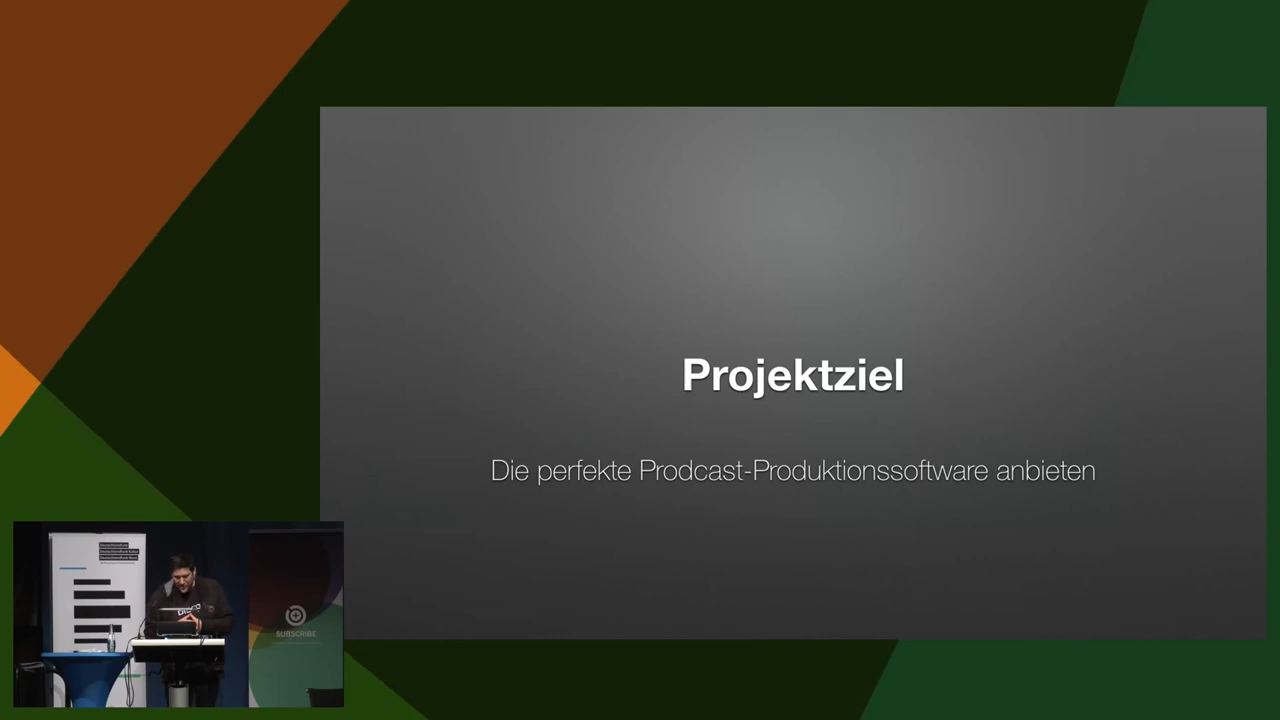 Projektziel
Die perfekte Prodcast-Produktionssoftware anbieten
SUBSCRIBE